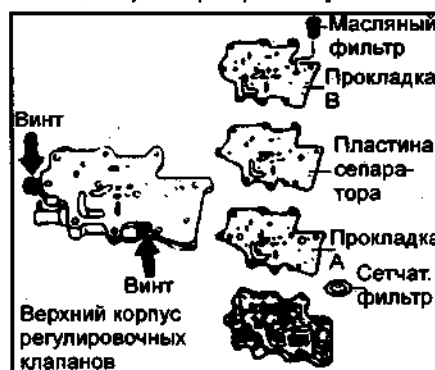 Масляный
фильтр
Прокладка
В
Винт
Пластина
сепара-
тора
Прокладка
А
Сетчат.
фильтр
Винт
Верхний корпус
регулировочных
клапанов